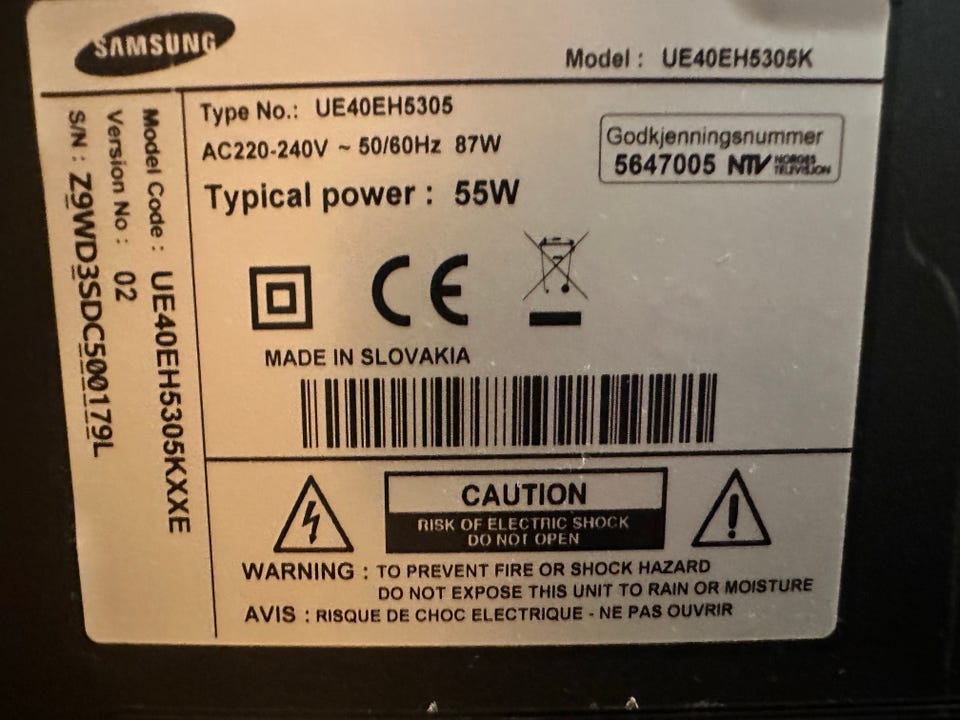 SAMSUNG
Model : UE40EH5305K
Model Code : UE40EH5305KXXE
Version No : 02
S/N : Z9WD3SDC500179L
Type No.: UE40EH5305
AC220-240V ~ 50/60Hz 87W
Typical power : 55W
Godkjenningsnummer
5647005 NTV NORGES
TELEVISJON
CE
MADE IN SLOVAKIA
CAUTION
RISK OF ELECTRIC SHOCK
DO NOT OPEN
WARNING : TO PREVENT FIRE OR SHOCK HAZARD
DO NOT EXPOSE THIS UNIT TO RAIN OR MOISTURE
AVIS : RISQUE DE CHOC ELECTRIQUE - NE PAS OUVRIR